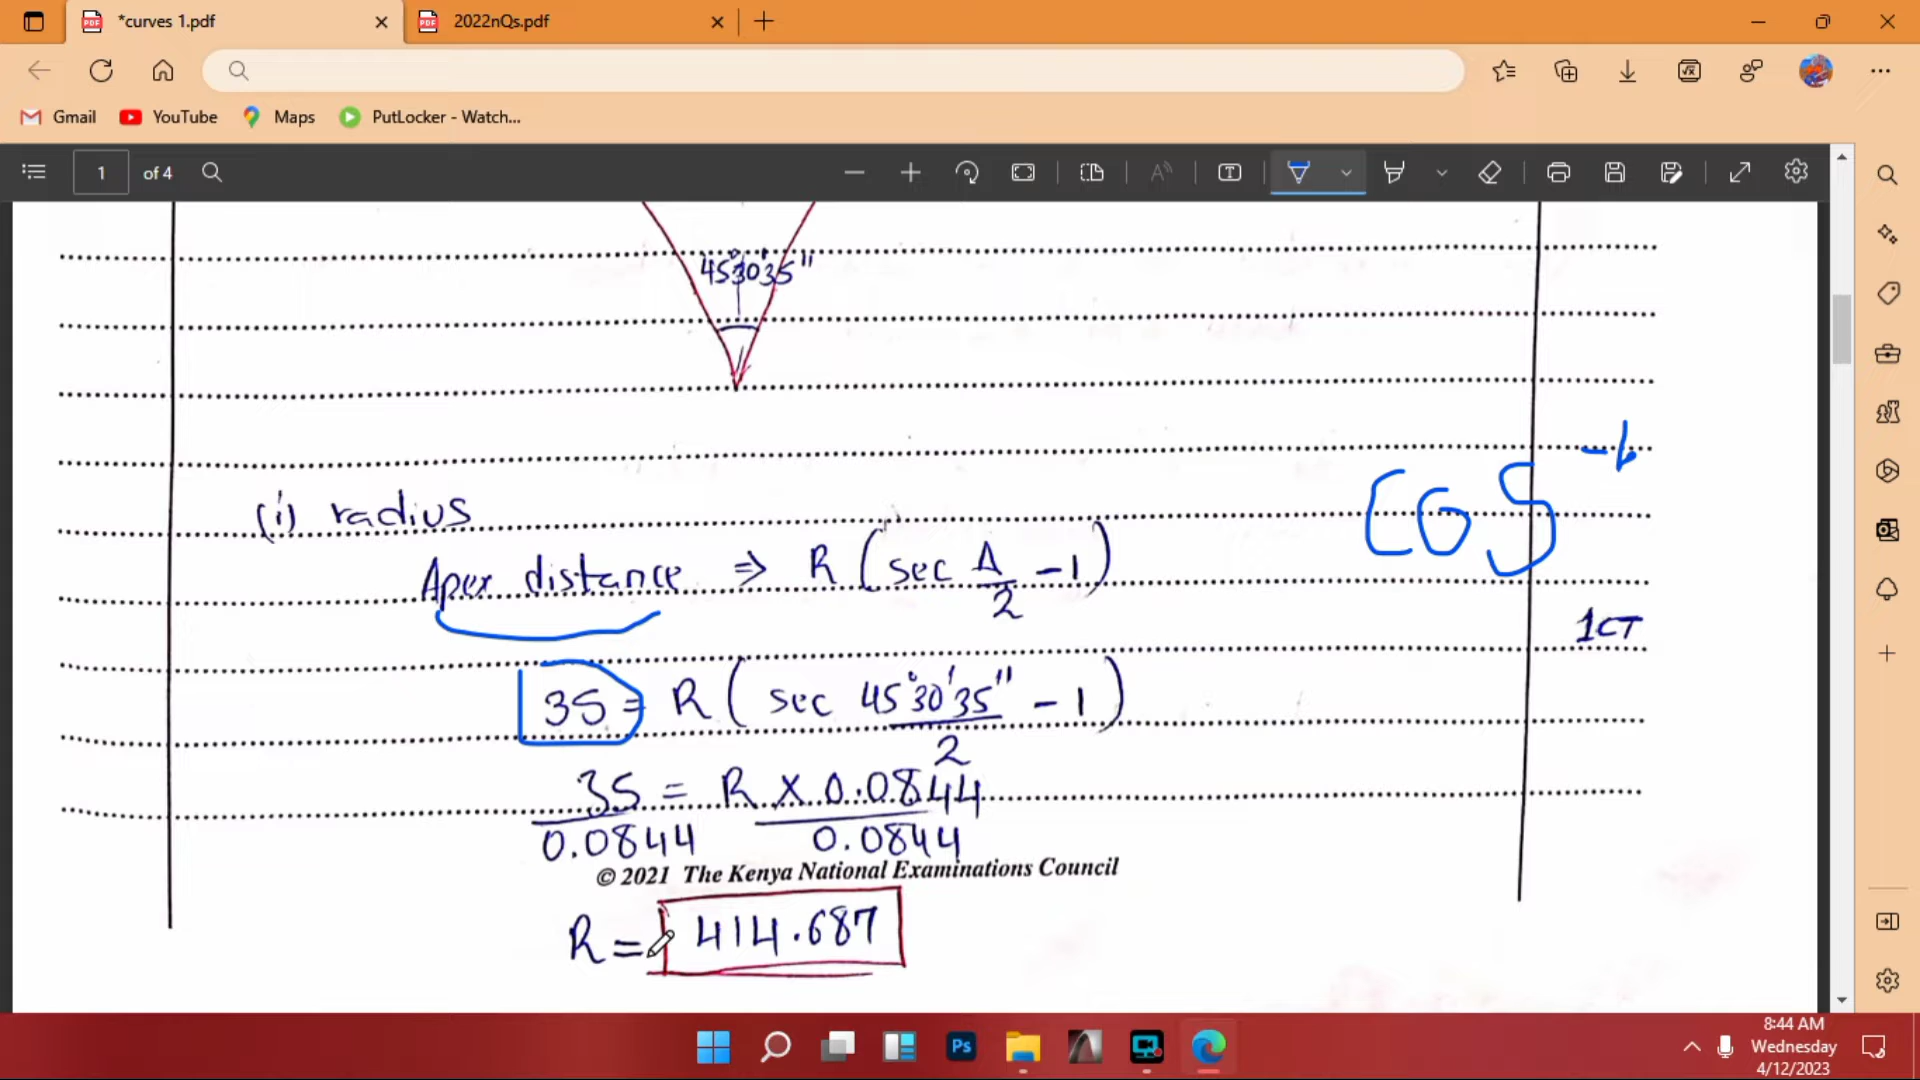 *curves 1.pdf
2022nQs.pdf
Gmail
YouTube
Maps
PutLocker - Watch...
1
of 4
45°30'35"
cos
1CT
(i) radius
Apex distance ⇒ R (sec Δ/2 - 1)
35 = R (sec 45°30'35"/2 - 1)
35 = R X 0.0844
0.0844 0.0844
© 2021 The Kenya National Examinations Council
R = 414.687
Ps
8:44 AM
Wednesday
4/12/2023